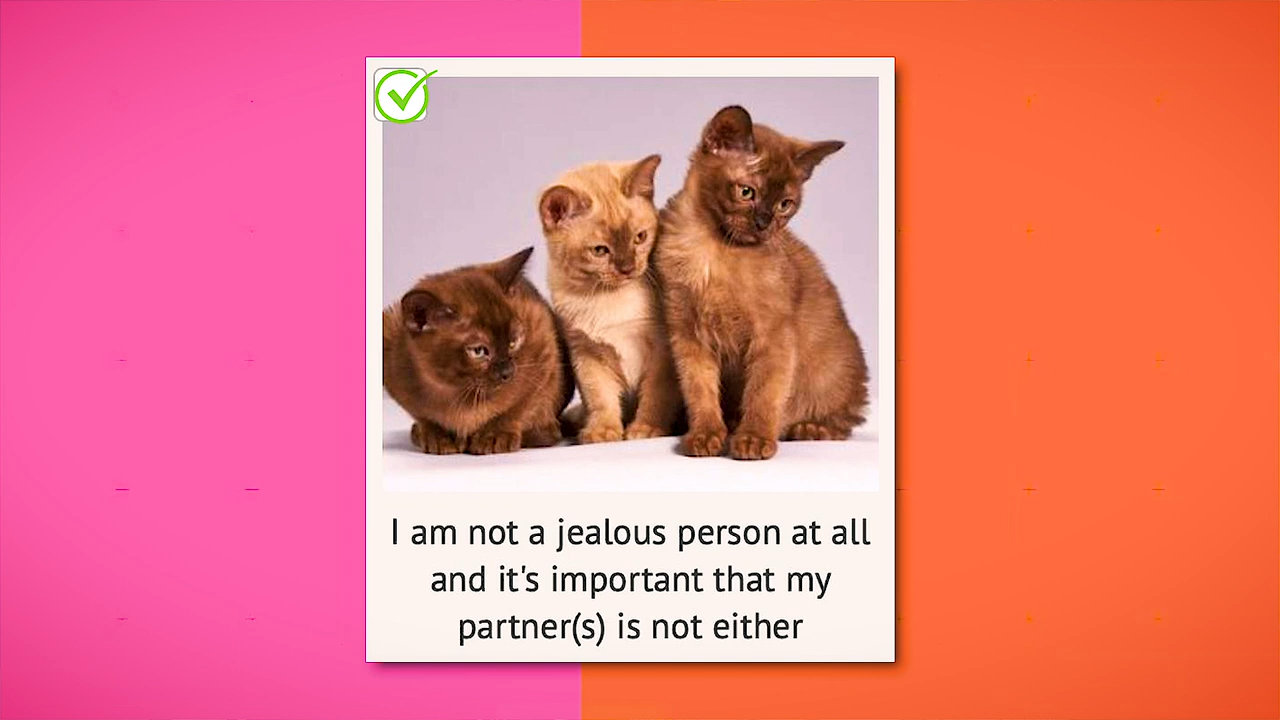 I am not a jealous person at all
and it's important that my
partner(s) is not either